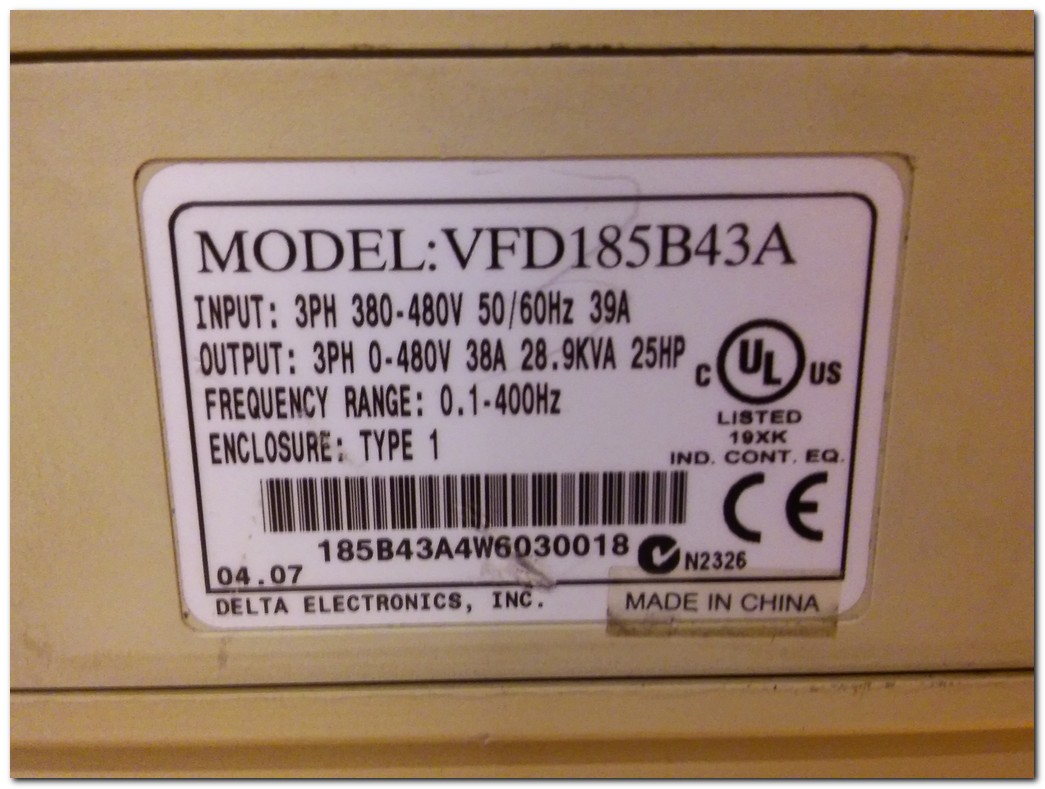 MODEL:VFD185B43A
INPUT: 3PH 380-480V 50/60Hz 39A
OUTPUT: 3PH 0-480V 38A 28.9KVA 25HP
FREQUENCY RANGE: 0.1-400Hz
ENCLOSURE: TYPE 1
C UL US
LISTED
19XK
IND. CONT. EQ.
CE
185B43A4W6030018
N2326
04.07
DELTA ELECTRONICS, INC.
MADE IN CHINA